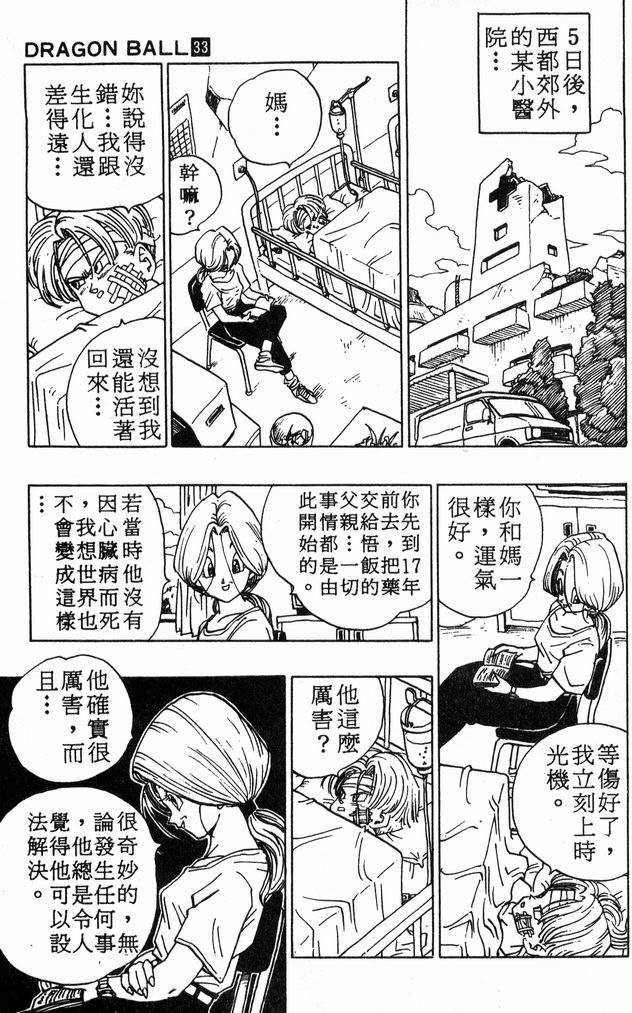 DRAGON BALL 33
5日後，
西都郊外
的某小醫
院…
媽…
幹嘛？
妳說得沒
錯…我跟
生化人還
差得遠…
沒想到我
還能活著
回來…
你和媽一
樣，運氣
很好。
等傷好了，
我立刻上時
光機。
你先到17年
前去，把藥
交給悟飯的
父親…一切
事情都是由
此開始的。
若當時他沒有
因心臟病而死
，我想世界也
不會變成這樣
…
他這麼
厲害？
他確實很
厲害，而
且…
很奇妙的，無
論發生任何事
，他總是令人
覺得他可以設
法解決。